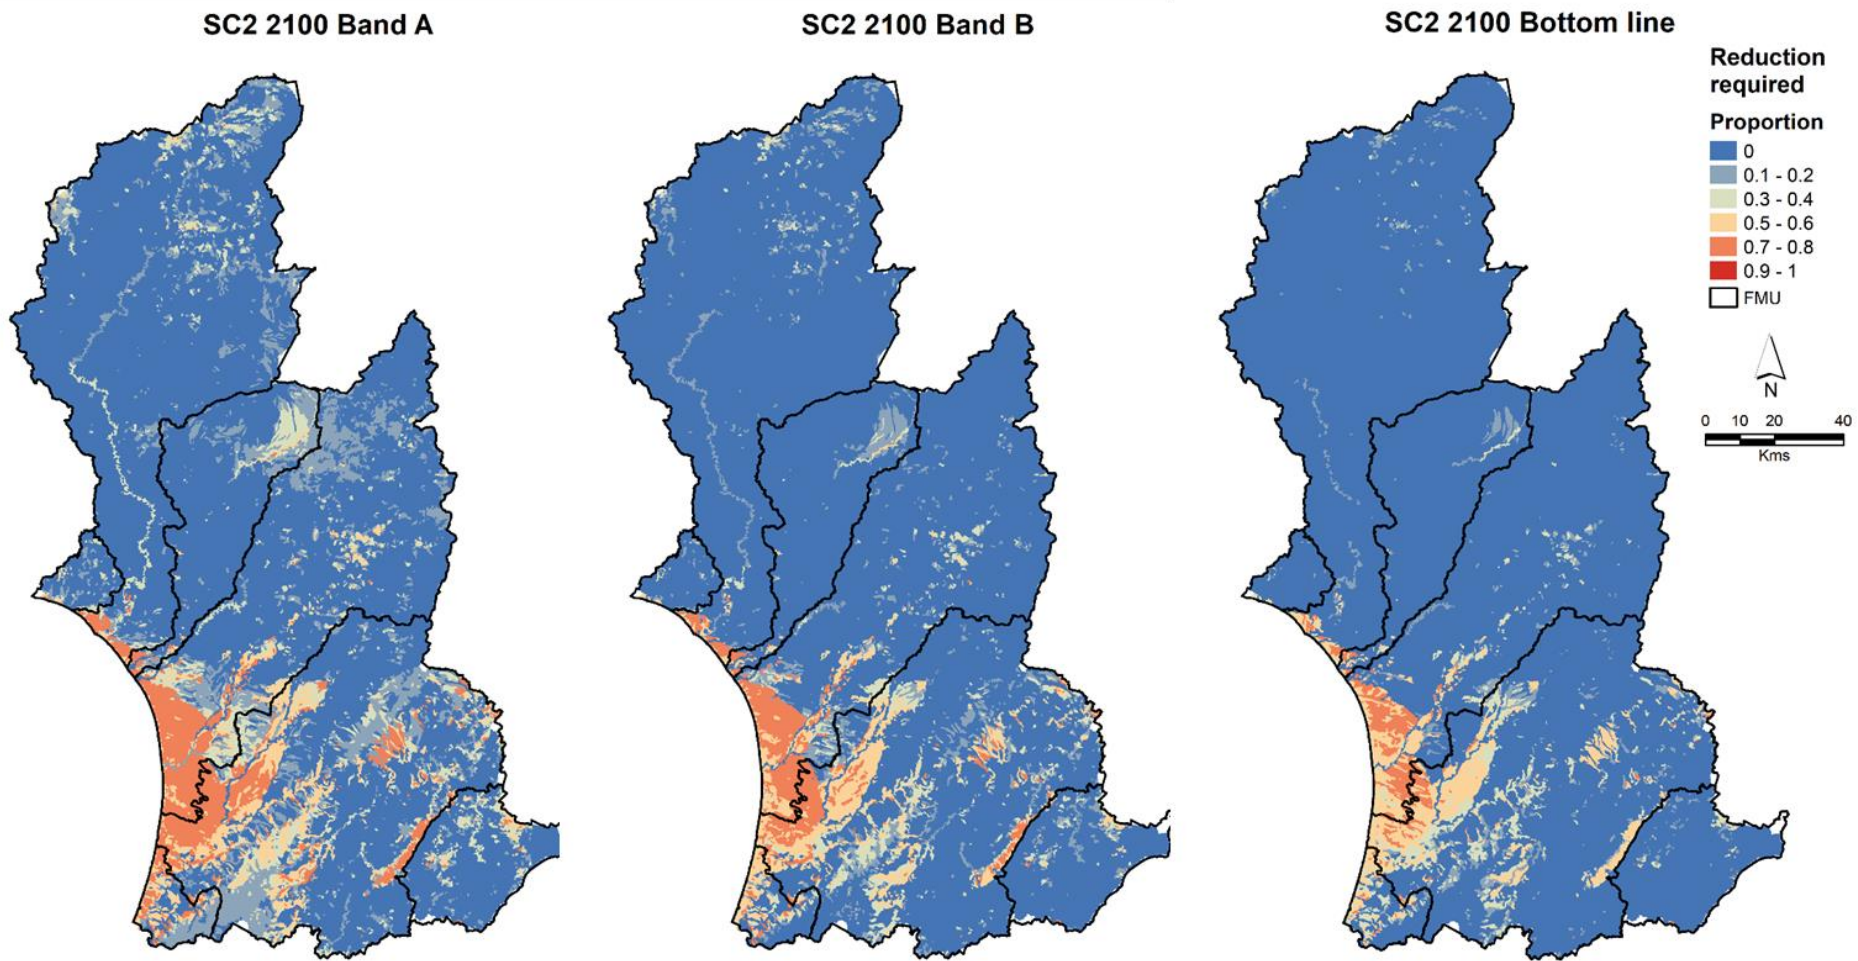 SC2 2100 Band A
SC2 2100 Band B
SC2 2100 Bottom line
Reduction
required
Proportion
0
0.1 - 0.2
0.3 - 0.4
0.5 - 0.6
0.7 - 0.8
0.9 - 1
FMU
N
0 10 20 40
Kms